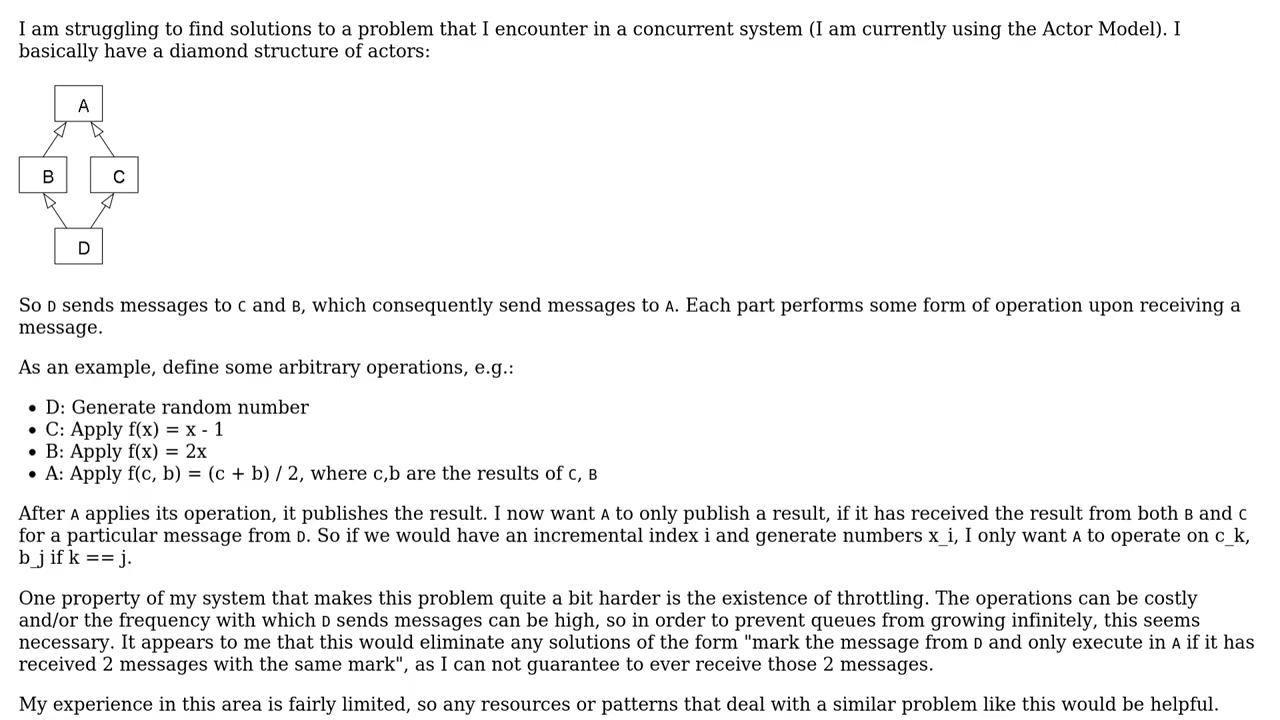 I am struggling to find solutions to a problem that I encounter in a concurrent system (I am currently using the Actor Model). I
basically have a diamond structure of actors:
A
B C
D
So D sends messages to C and B, which consequently send messages to A. Each part performs some form of operation upon receiving a
message.
As an example, define some arbitrary operations, e.g.:
• D: Generate random number
• C: Apply f(x) = x - 1
• B: Apply f(x) = 2x
• A: Apply f(c, b) = (c + b) / 2, where c,b are the results of C, B
After A applies its operation, it publishes the result. I now want A to only publish a result, if it has received the result from both B and C
for a particular message from D. So if we would have an incremental index i and generate numbers x_i, I only want A to operate on c_k,
b_j if k == j.
One property of my system that makes this problem quite a bit harder is the existence of throttling. The operations can be costly
and/or the frequency with which D sends messages can be high, so in order to prevent queues from growing infinitely, this seems
necessary. It appears to me that this would eliminate any solutions of the form "mark the message from D and only execute in A if it has
received 2 messages with the same mark", as I can not guarantee to ever receive those 2 messages.
My experience in this area is fairly limited, so any resources or patterns that deal with a similar problem like this would be helpful.